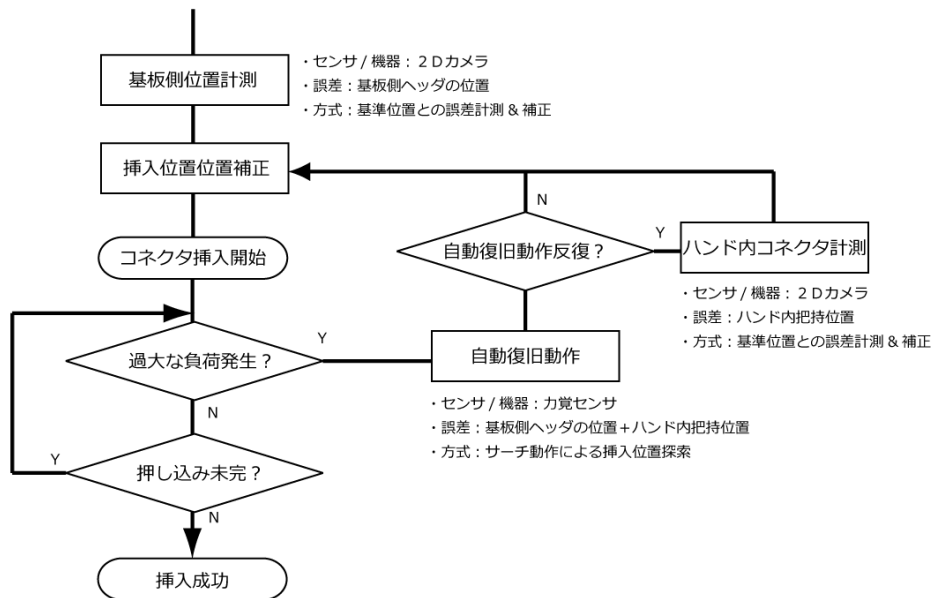 基板側位置計測
・センサ / 機器 : ２Ｄカメラ
・誤差 : 基板側ヘッダの位置
・方式 : 基準位置との誤差計測 & 補正
挿入位置位置補正
コネクタ挿入開始
過大な負荷発生？
Y
N
押し込み未完？
Y
N
挿入成功
自動復旧動作
・センサ / 機器 : 力覚センサ
・誤差 : 基板側ヘッダの位置＋ハンド内把持位置
・方式 : サーチ動作による挿入位置探索
自動復旧動作反復？
N
Y
ハンド内コネクタ計測
・センサ / 機器 : ２Ｄカメラ
・誤差 : ハンド内把持位置
・方式 : 基準位置との誤差計測 & 補正